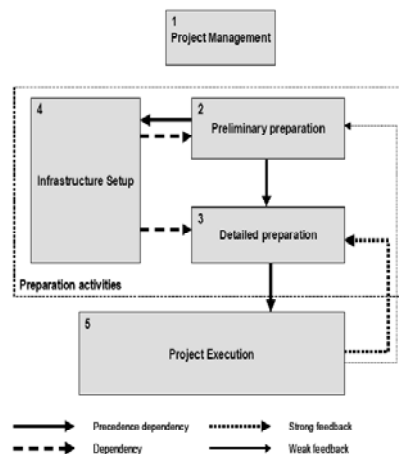 1
Project Management
4
2
Preliminary preparation
Infrastructure Setup
3
Detailed preparation
Preparation activities
5
Project Execution
Precedence dependency
Strong feedback
Dependency
Weak feedback